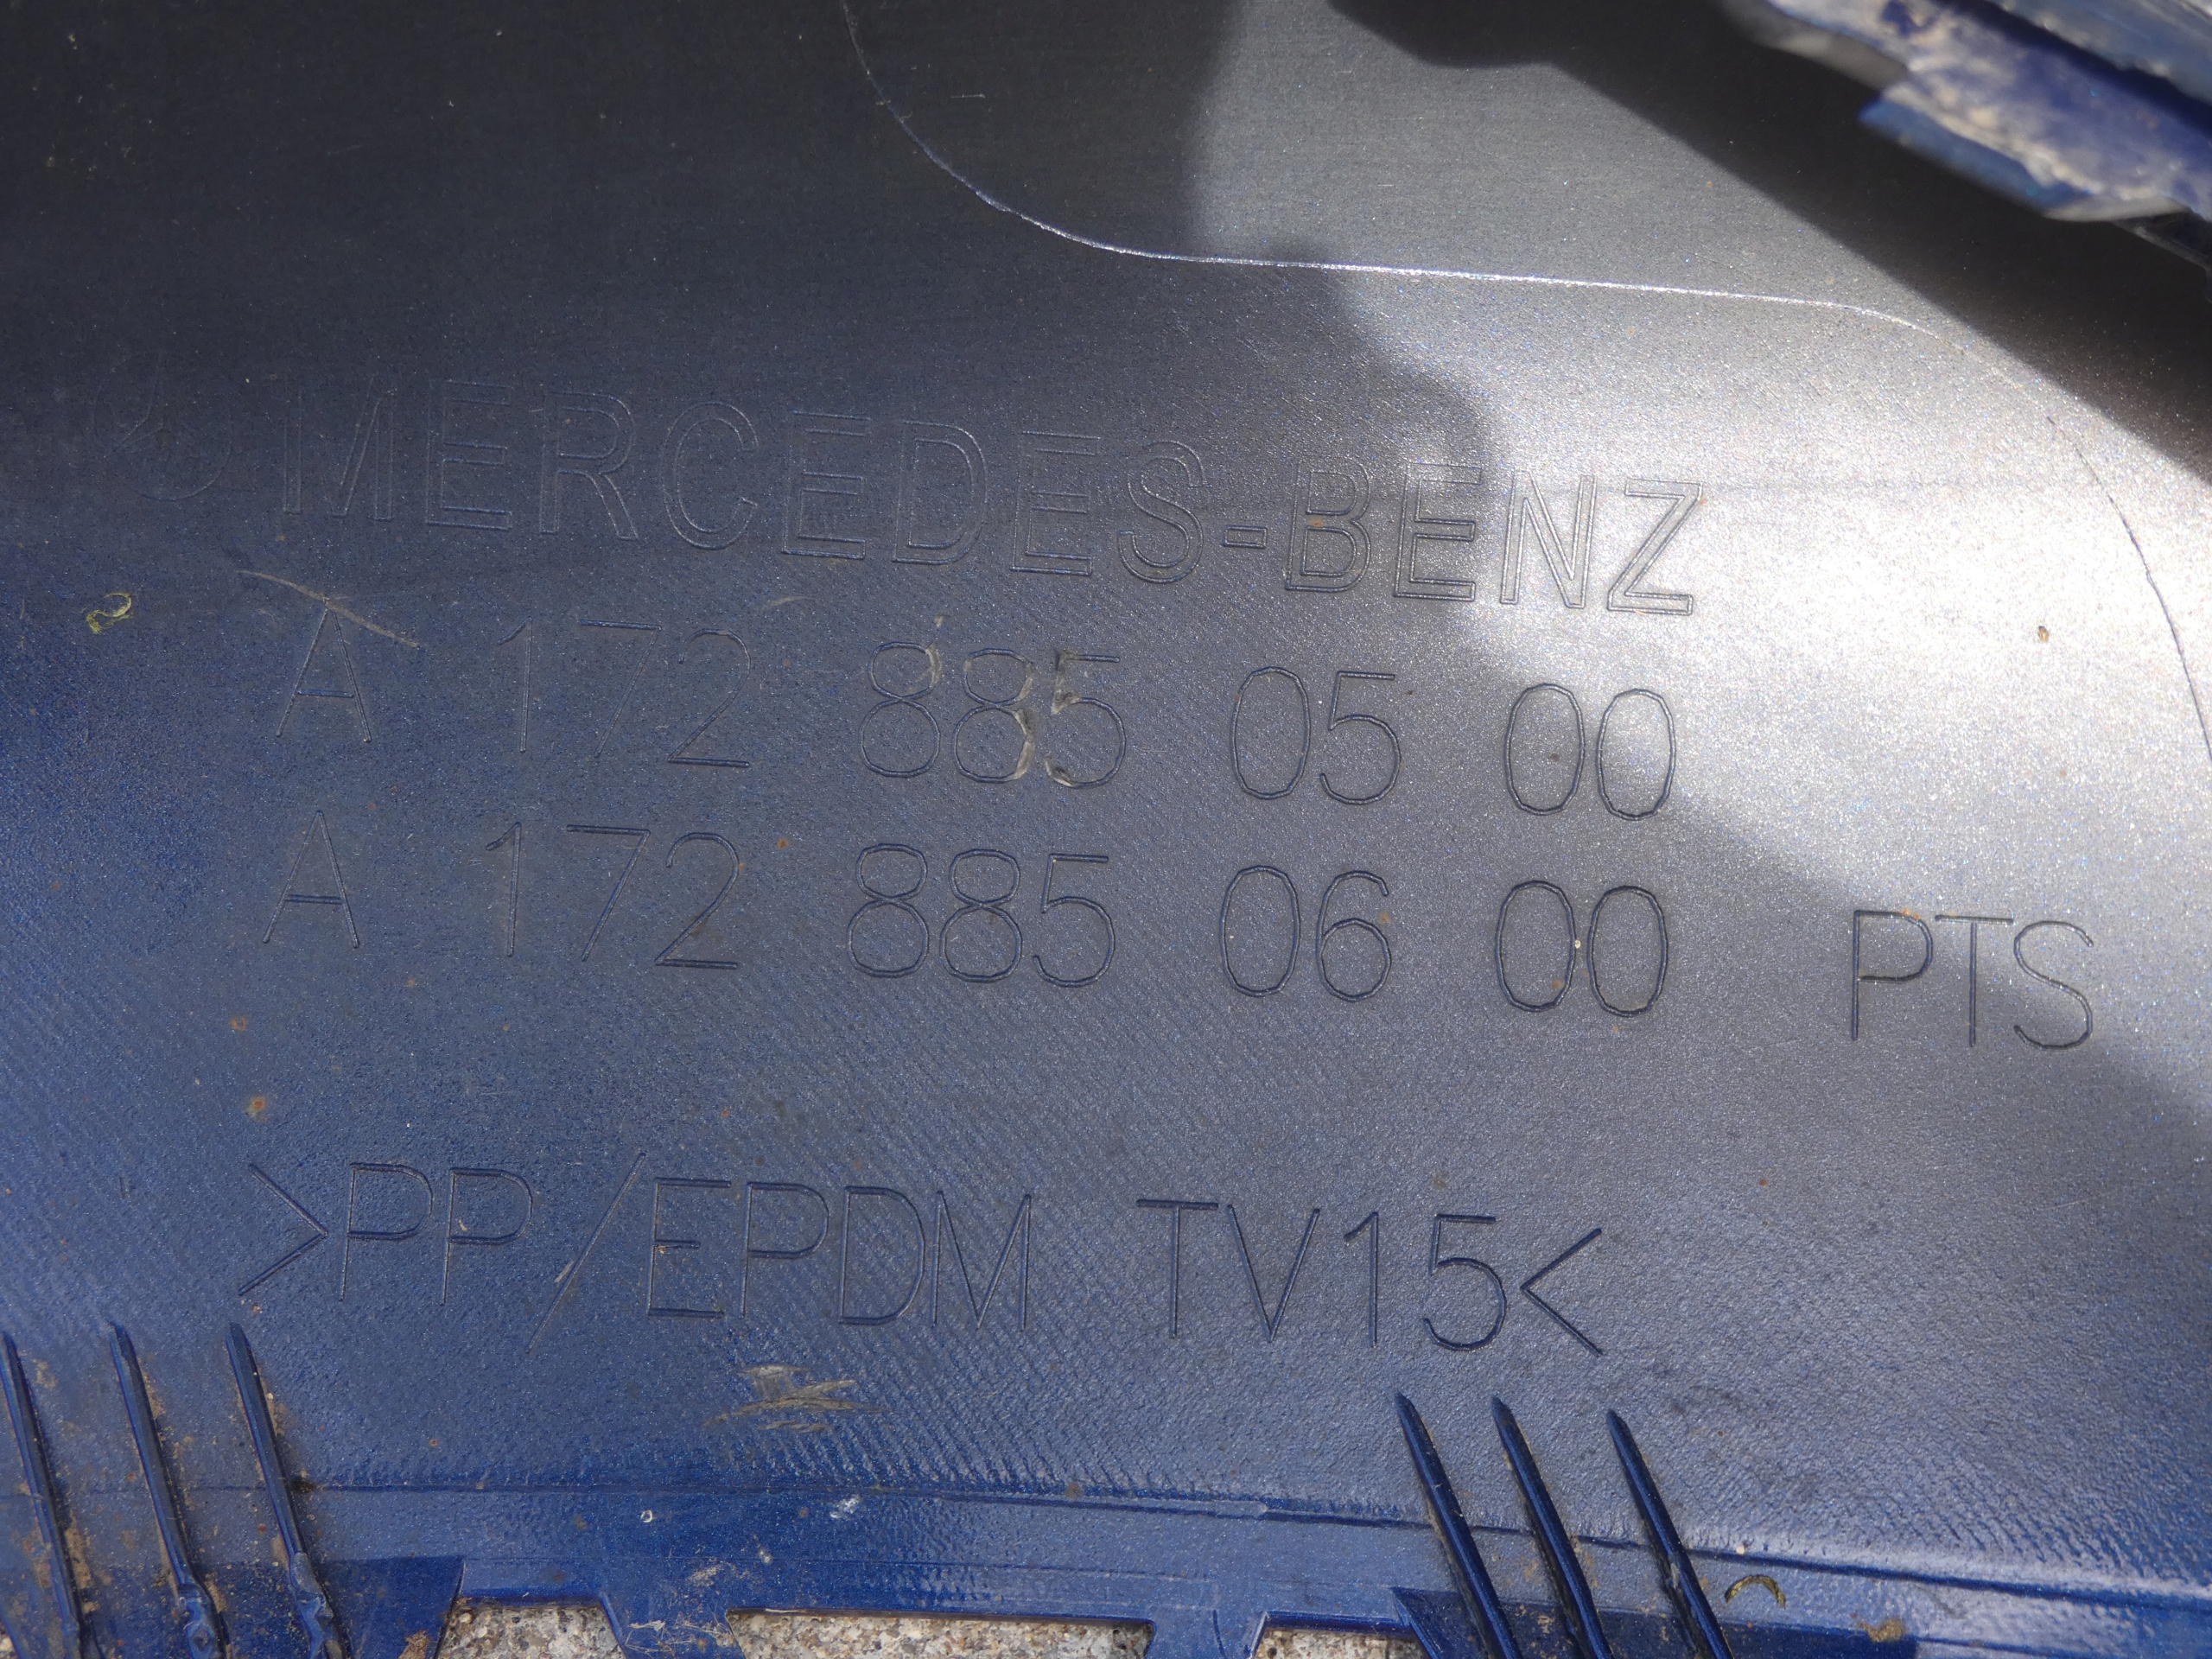 MERCEDES-BENZ
A 172 885 05 00
A 172 885 06 00 PTS
>PP/EPDM TV15<